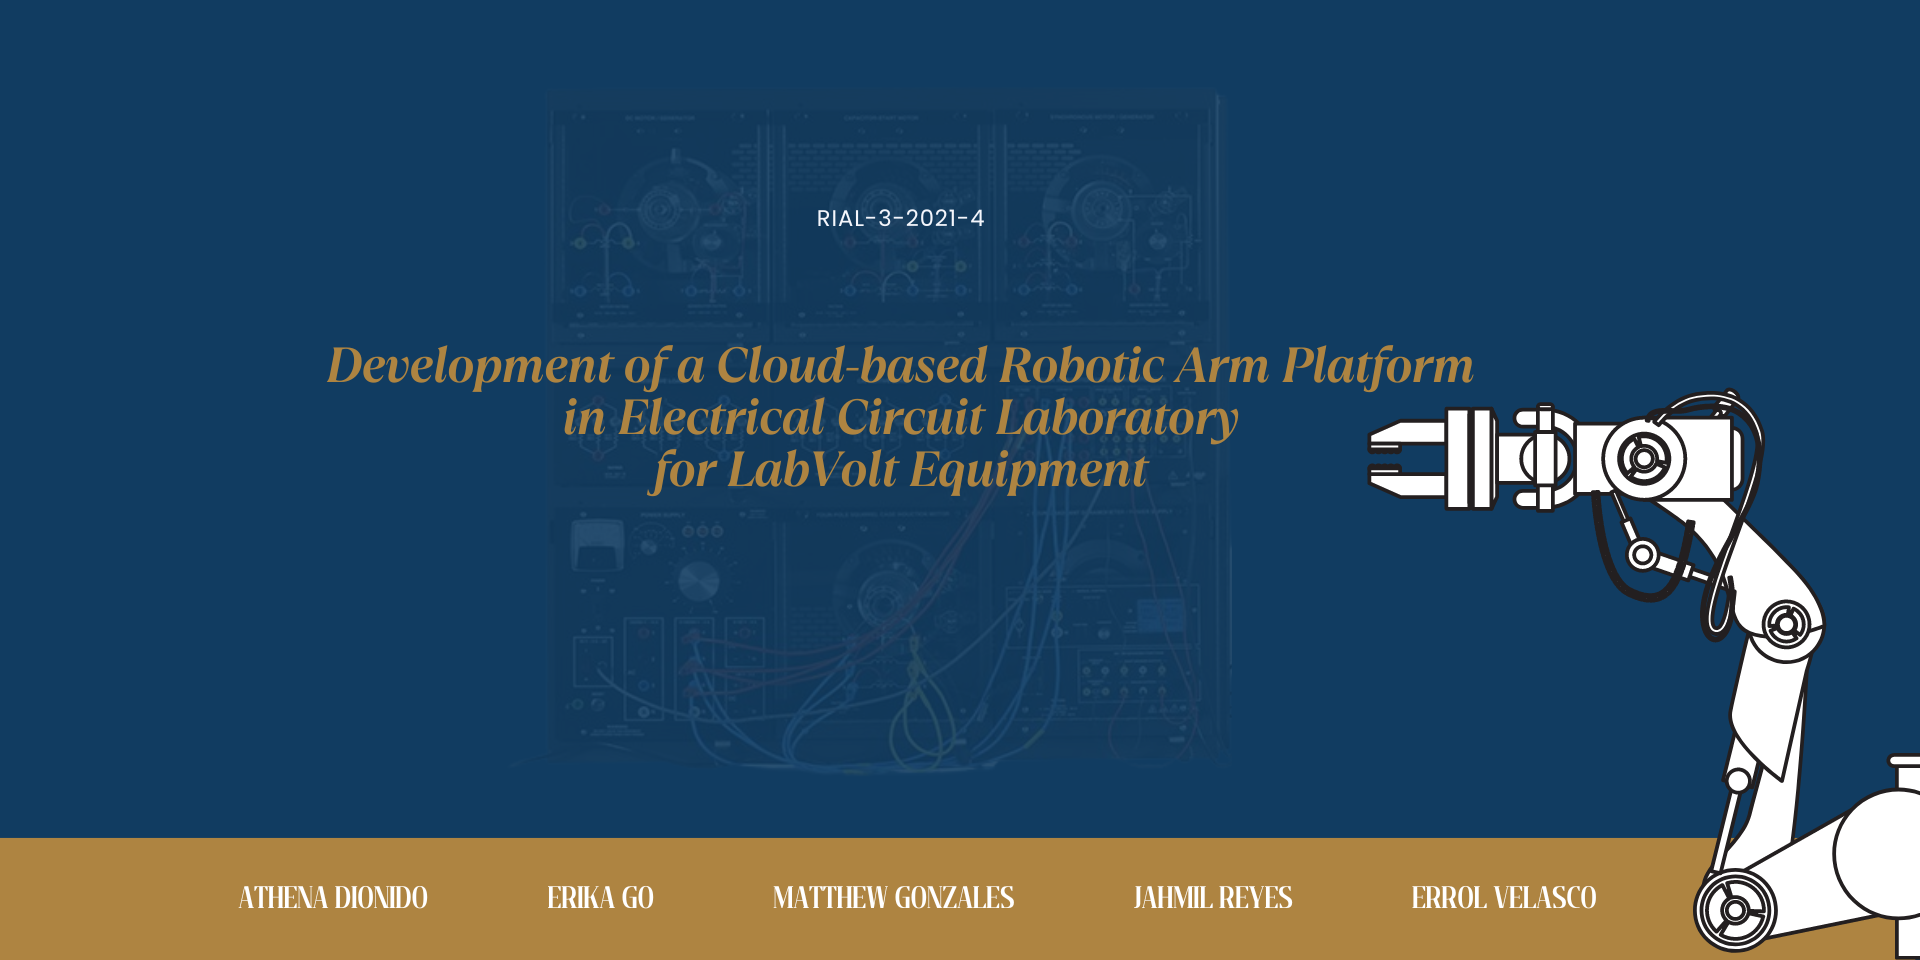 RIAL-3-2021-4
Development of a Cloud-based Robotic Arm Platform
in Electrical Circuit Laboratory
for LabVolt Equipment
ATHENA DIONIDO ERIKA GO MATTHEW GONZALES JAHMIL REYES ERROL VELASCO